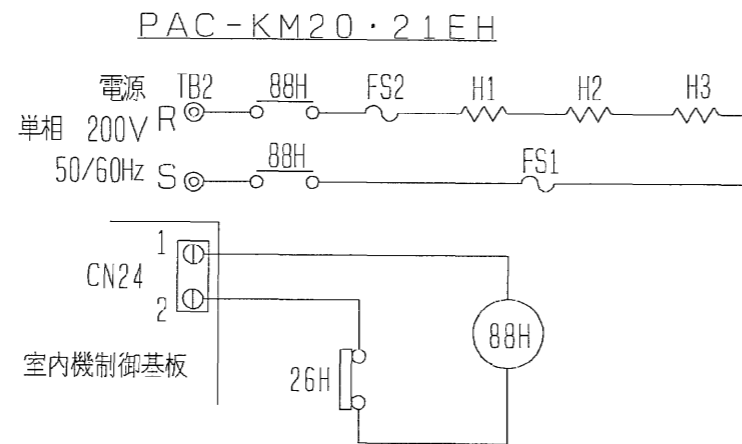 PAC-KM20・21EH
電源 TB2 88H FS2 H1 H2 H3
単相 200V R
88H FS1
50/60Hz S
1
CN24
2
88H
室内機制御基板
26H